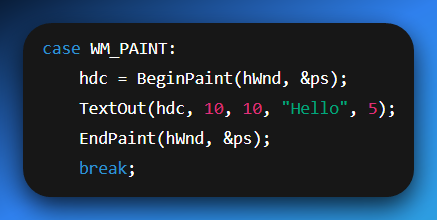 case WM_PAINT:
    hdc = BeginPaint(hWnd, &ps);
    TextOut(hdc, 10, 10, "Hello", 5);
    EndPaint(hWnd, &ps);
    break;